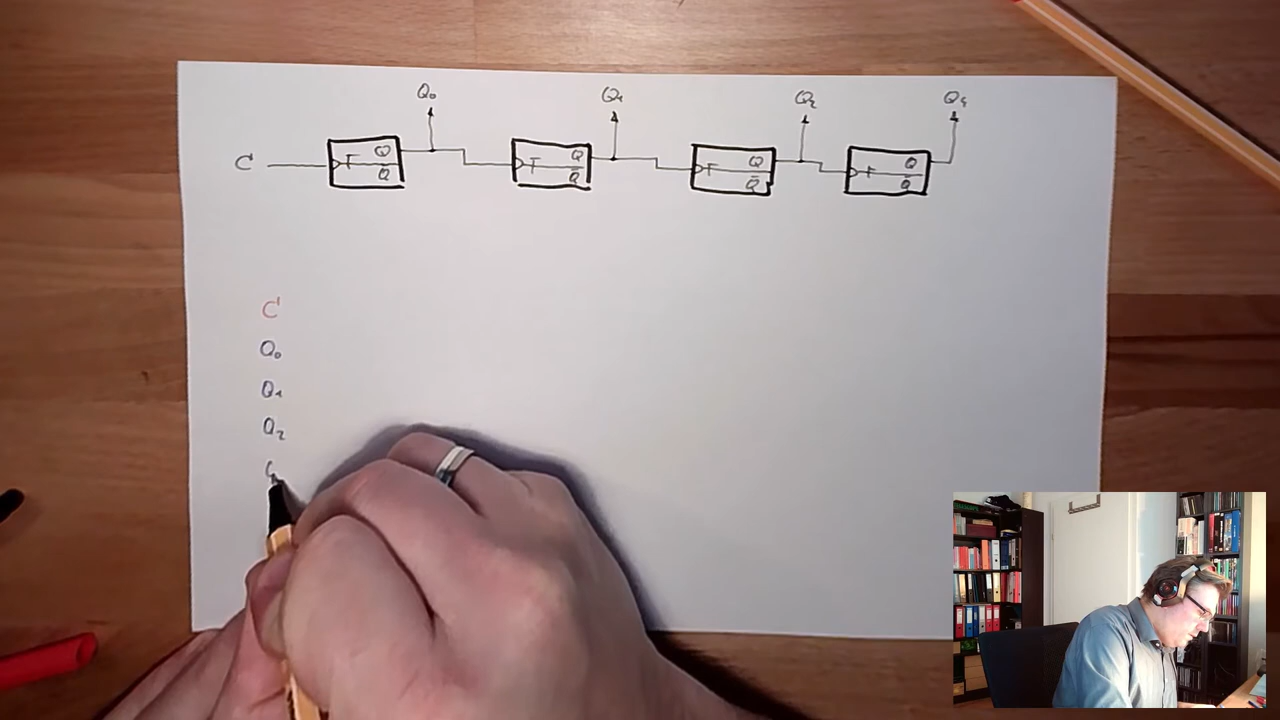 Q₀ Q₁ Q₂ Q₃
C T Q T Q T Q T Q
Q̅ Q̅ Q̅ Q̅
C
Q₀
Q₁
Q₂